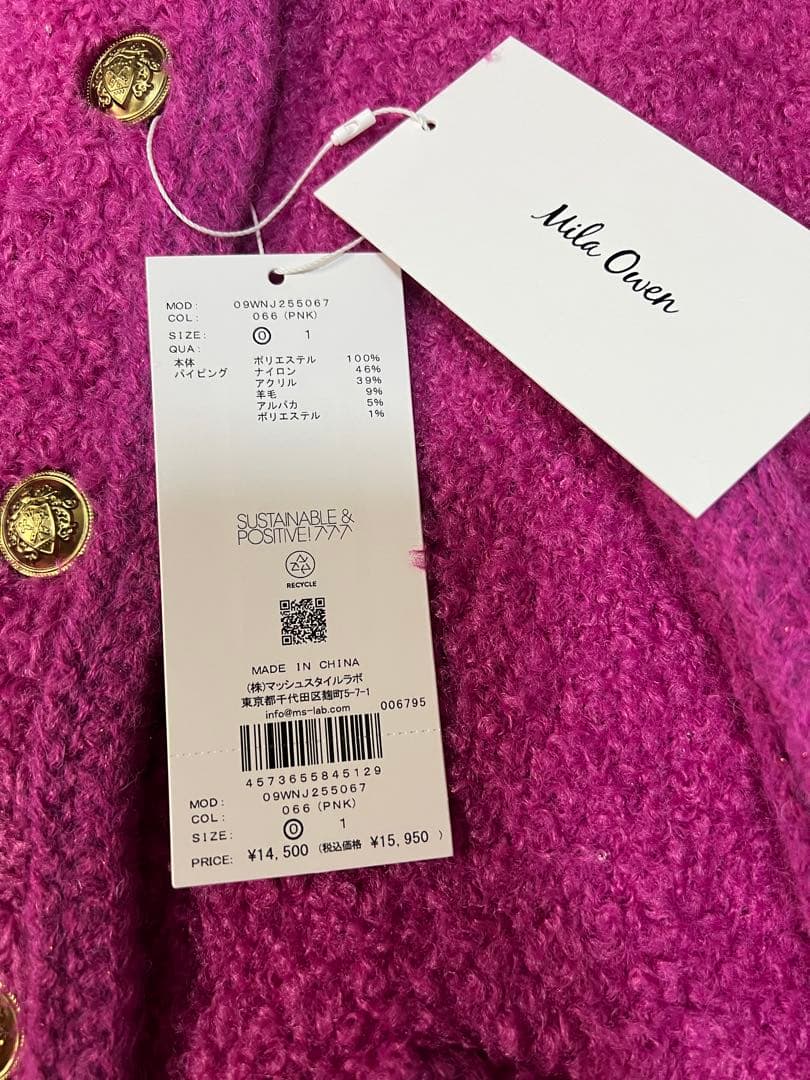 Mila Owen
MOD: 09WNJ255067
COL: 066 (PNK)
SIZE: 0 1
QUA:
本体 ポリエステル 100%
パイピング ナイロン 46%
アクリル 39%
羊毛 9%
アルパカ 5%
ポリエステル 1%
SUSTAINABLE &
POSITIVE! 777
RECYCLE
MADE IN CHINA
(株)マッシュスタイルラボ
東京都千代田区麹町5-7-1
info@ms-lab.com 006795
4573655845129
MOD: 09WNJ255067
COL: 066 (PNK)
SIZE: 0 1
PRICE: ¥14,500 (税込価格 ¥15,950 )